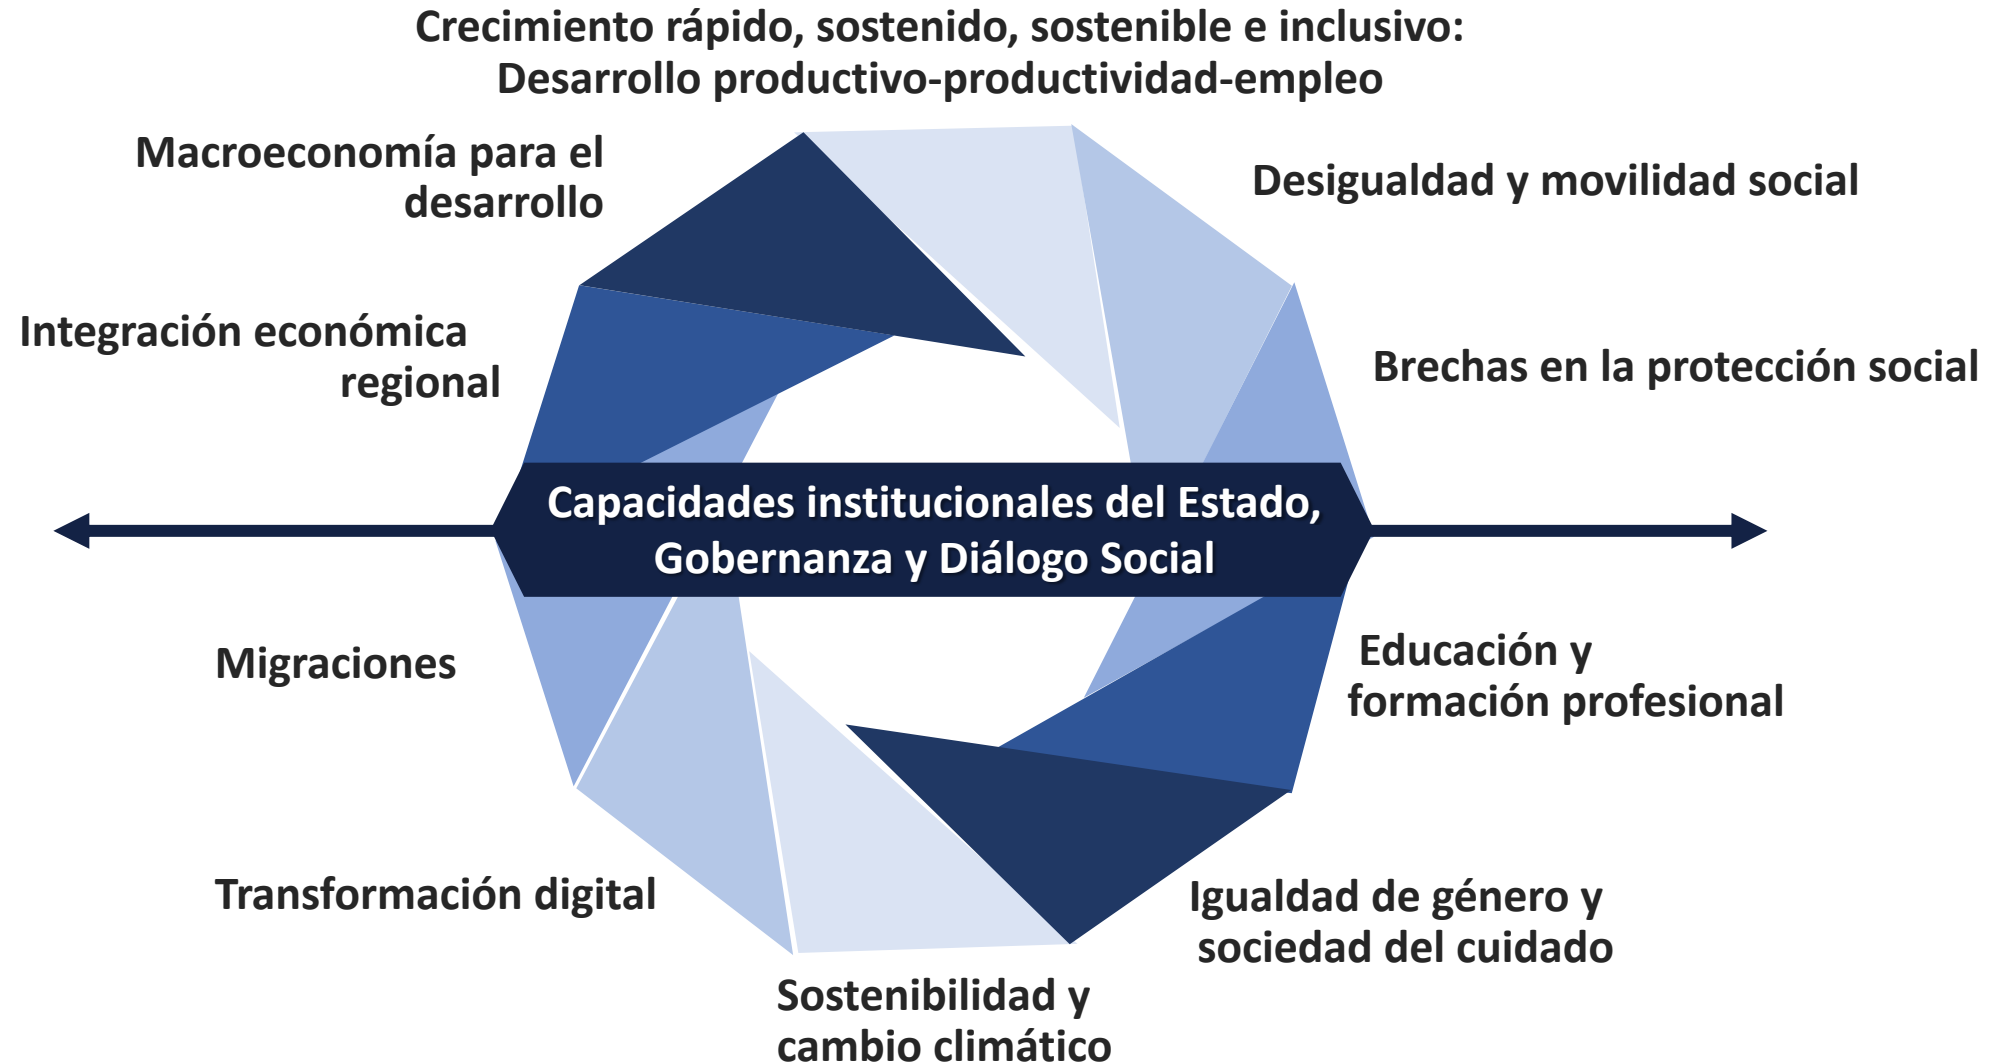 Crecimiento rápido, sostenido, sostenible e inclusivo:
Desarrollo productivo-productividad-empleo
Macroeconomía para el
desarrollo
Desigualdad y movilidad social
Integración económica
regional
Brechas en la protección social
Capacidades institucionales del Estado,
Gobernanza y Diálogo Social
Migraciones
Educación y
formación profesional
Transformación digital
Igualdad de género y
sociedad del cuidado
Sostenibilidad y
cambio climático